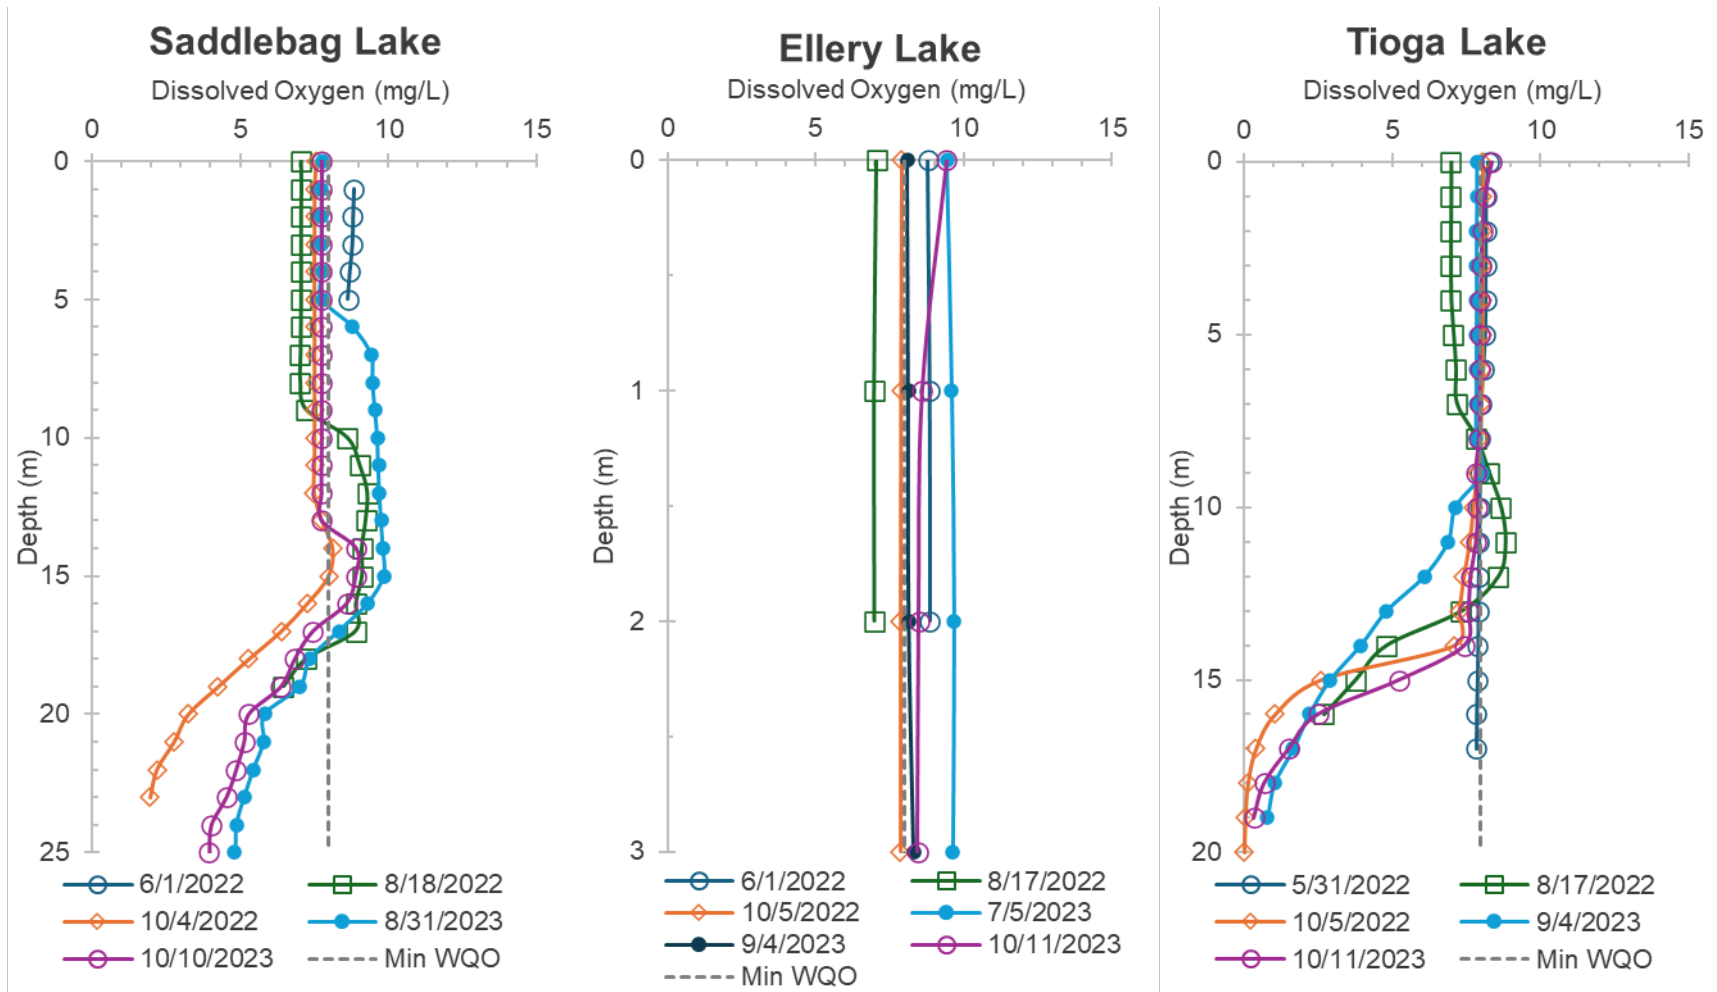 Saddlebag Lake
Dissolved Oxygen (mg/L)
0 5 10 15
0
5
10
15
20
25
Depth (m)
6/1/2022 8/18/2022
10/4/2022 8/31/2023
10/10/2023 Min WQO
Ellery Lake
Dissolved Oxygen (mg/L)
0 5 10 15
0
1
2
3
Depth (m)
6/1/2022 8/17/2022
10/5/2022 7/5/2023
9/4/2023 10/11/2023
Min WQO
Tioga Lake
Dissolved Oxygen (mg/L)
0 5 10 15
0
5
10
15
20
Depth (m)
5/31/2022 8/17/2022
10/5/2022 9/4/2023
10/11/2023 Min WQO